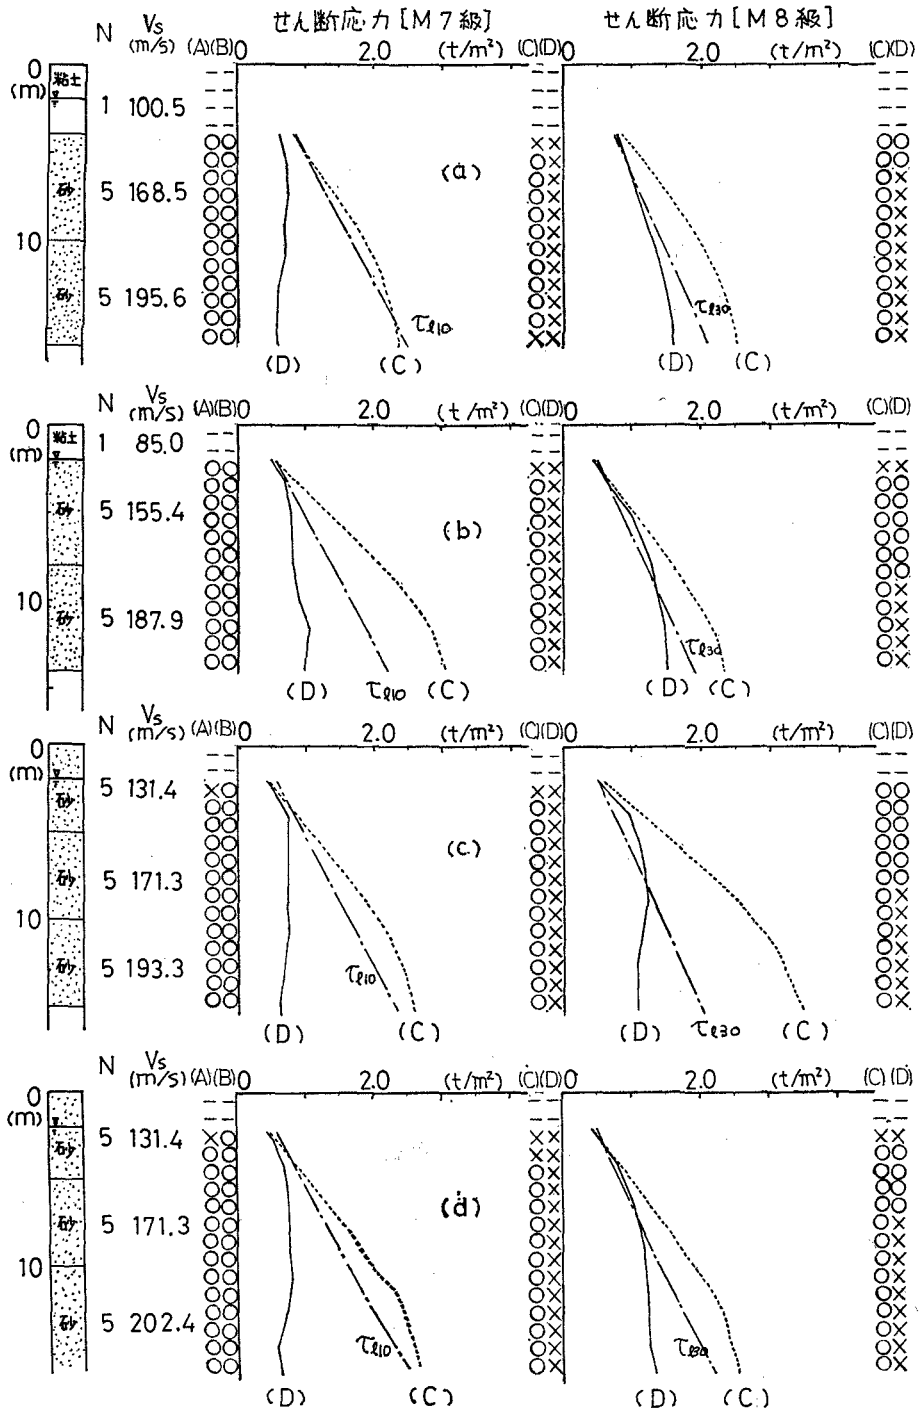 せん断応力[M7級] せん断応力[M8級]
N Vs (m/s) (A)(B) 0 2.0 (t/m²) (C)(D) 0 2.0 (t/m²) (C)(D)
0 (m) 粘土
1 100.5
(a)
砂 5 168.5
10
砂 5 195.6
τℓ10 τℓ30
(D) (C) (D) (C)
N Vs (m/s) (A)(B) 0 2.0 (t/m²) (C)(D) 0 2.0 (t/m²) (C)(D)
0 (m) 粘土 1 85.0
砂 5 155.4
(b)
10
砂 5 187.9
τℓ30
(D) τℓ10 (C) (D) (C)
N Vs (m/s) (A)(B) 0 2.0 (t/m²) (C)(D) 0 2.0 (t/m²) (C)(D)
0 (m)
砂 5 131.4
(c)
砂 5 171.3
10
砂 5 193.3
τℓ10
(D) (C) (D) τℓ30 (C)
N Vs (m/s) (A)(B) 0 2.0 (t/m²) (C)(D) 0 2.0 (t/m²) (C)(D)
0 (m)
砂 5 131.4
(d)
砂 5 171.3
10
砂 5 202.4
τℓ10 τℓ30
(D) (C) (D) (C)